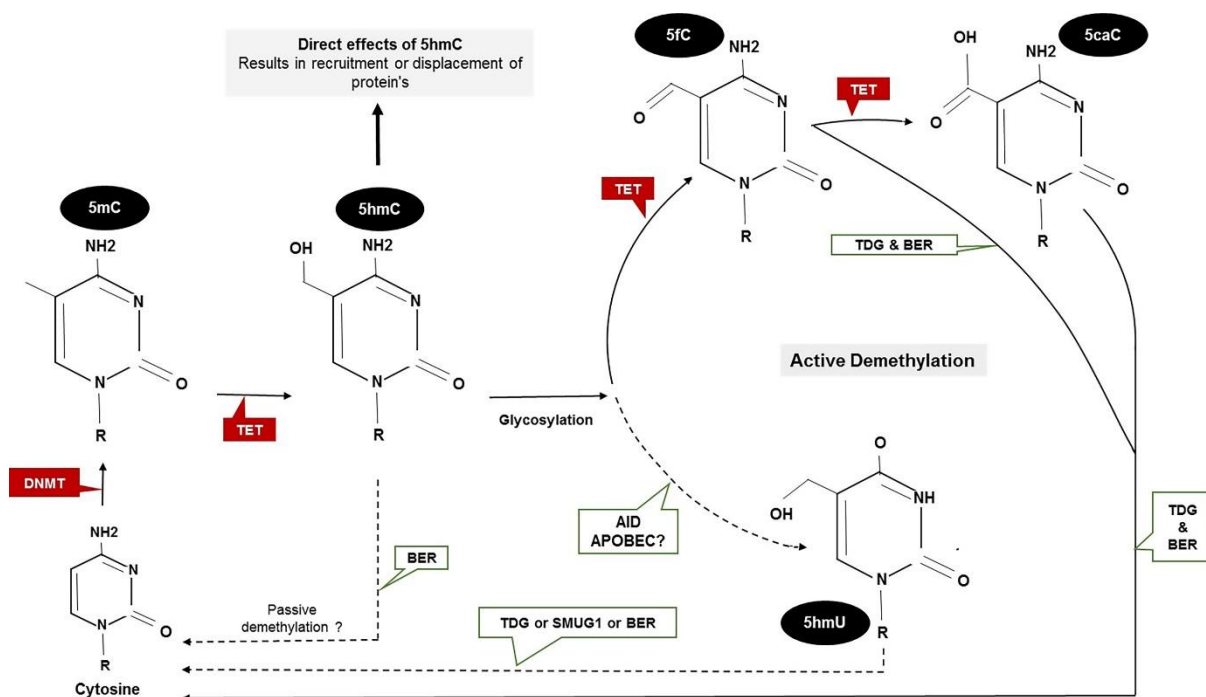 Direct effects of 5hmC
Results in recruitment or displacement of
protein's
5fC
NH2
N
N
O
O
R
TET
OH
5caC
NH2
O
N
N
O
R
TET
TDG & BER
5mC
NH2
N
N
O
R
TET
5hmC
OH
NH2
N
N
O
R
Glycosylation
Active Demethylation
DNMT
NH2
N
N
O
R
Cytosine
BER
Passive
demethylation ?
AID
APOBEC?
O
OH
NH
N
O
R
5hmU
TDG or SMUG1 or BER
TDG
&
BER